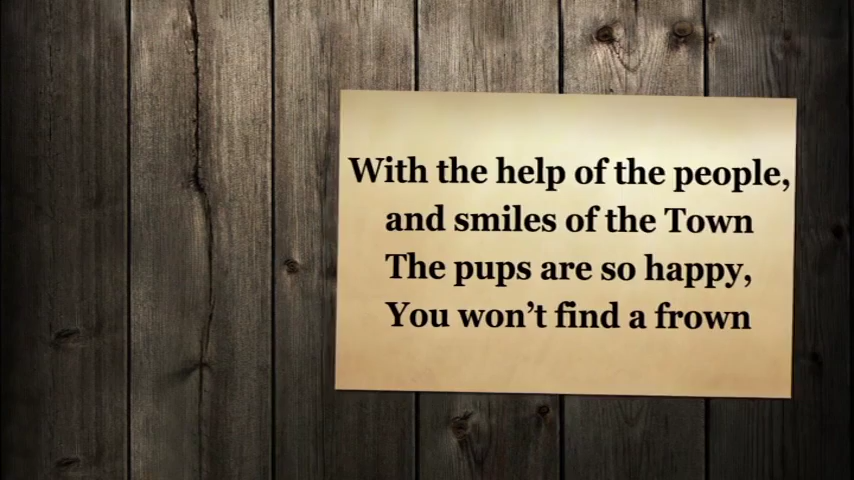 With the help of the people,
and smiles of the Town
The pups are so happy,
You won’t find a frown